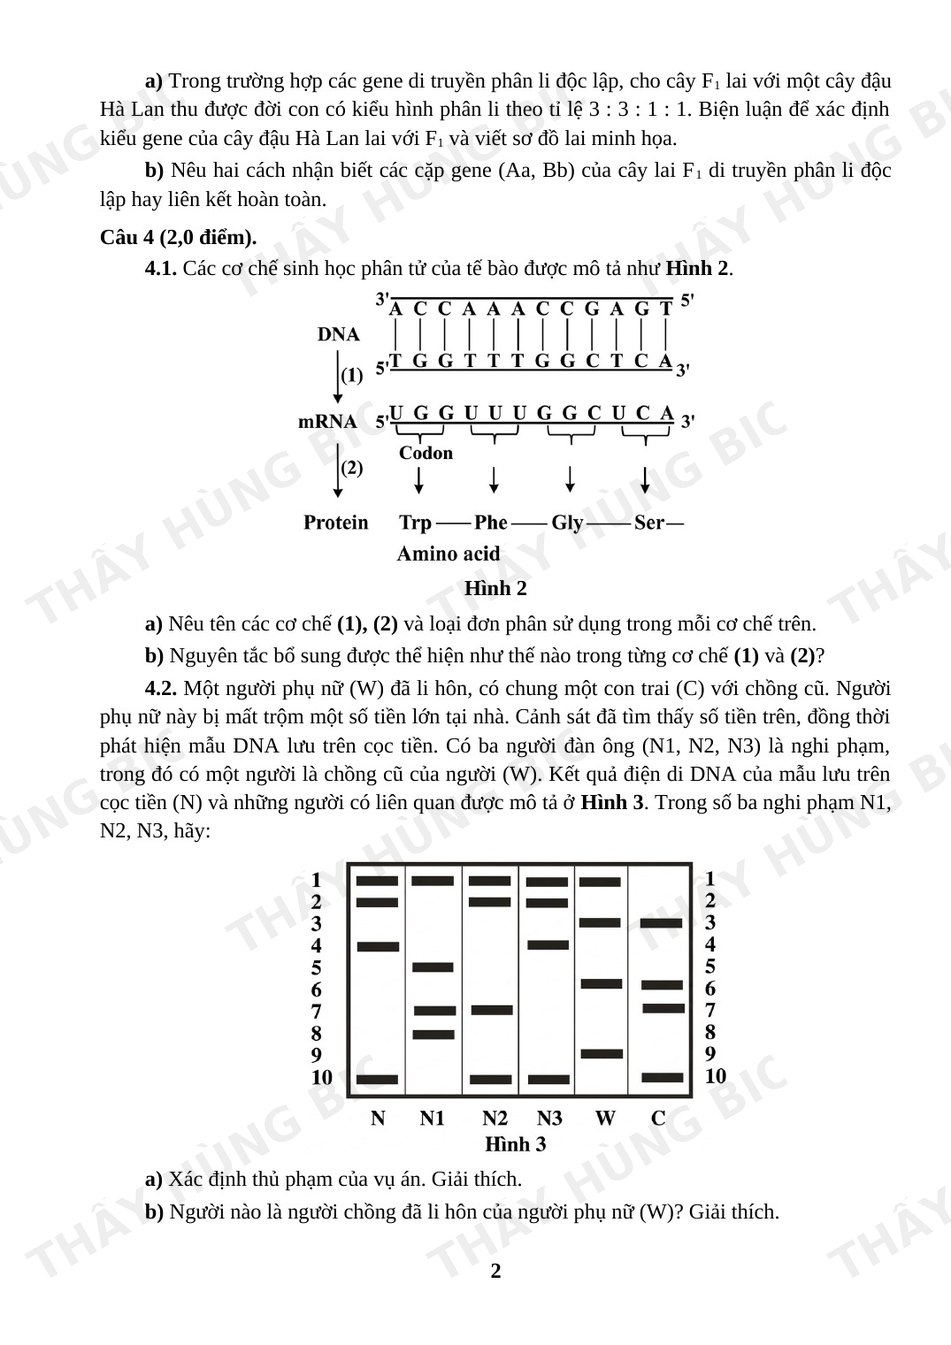 a) Trong trường hợp các gene di truyền phân li độc lập, cho cây F₁ lai với một cây đậu
Hà Lan thu được đời con có kiểu hình phân li theo tỉ lệ 3 : 3 : 1 : 1. Biện luận để xác định
kiểu gene của cây đậu Hà Lan lai với F₁ và viết sơ đồ lai minh họa.
b) Nêu hai cách nhận biết các cặp gene (Aa, Bb) của cây lai F₁ di truyền phân li độc
lập hay liên kết hoàn toàn.
Câu 4 (2,0 điểm).
4.1. Các cơ chế sinh học phân tử của tế bào được mô tả như Hình 2.
3' A C C A A A C C G A G T 5'
DNA
5' T G G T T T G G C T C A 3'
(1)
mRNA 5' U G G U U U G G C U C A 3'
Codon
(2)
Protein Trp Phe Gly Ser
Amino acid
Hình 2
a) Nêu tên các cơ chế (1), (2) và loại đơn phân sử dụng trong mỗi cơ chế trên.
b) Nguyên tắc bổ sung được thể hiện như thế nào trong từng cơ chế (1) và (2)?
4.2. Một người phụ nữ (W) đã li hôn, có chung một con trai (C) với chồng cũ. Người
phụ nữ này bị mất trộm một số tiền lớn tại nhà. Cảnh sát đã tìm thấy số tiền trên, đồng thời
phát hiện mẫu DNA lưu trên cọc tiền. Có ba người đàn ông (N1, N2, N3) là nghi phạm,
trong đó có một người là chồng cũ của người (W). Kết quả điện di DNA của mẫu lưu trên
cọc tiền (N) và những người có liên quan được mô tả ở Hình 3. Trong số ba nghi phạm N1,
N2, N3, hãy:
1 1
2 2
3 3
4 4
5 5
6 6
7 7
8 8
9 9
10 10
N N1 N2 N3 W C
Hình 3
a) Xác định thủ phạm của vụ án. Giải thích.
b) Người nào là người chồng đã li hôn của người phụ nữ (W)? Giải thích.
2
THẦY HÙNG BIC